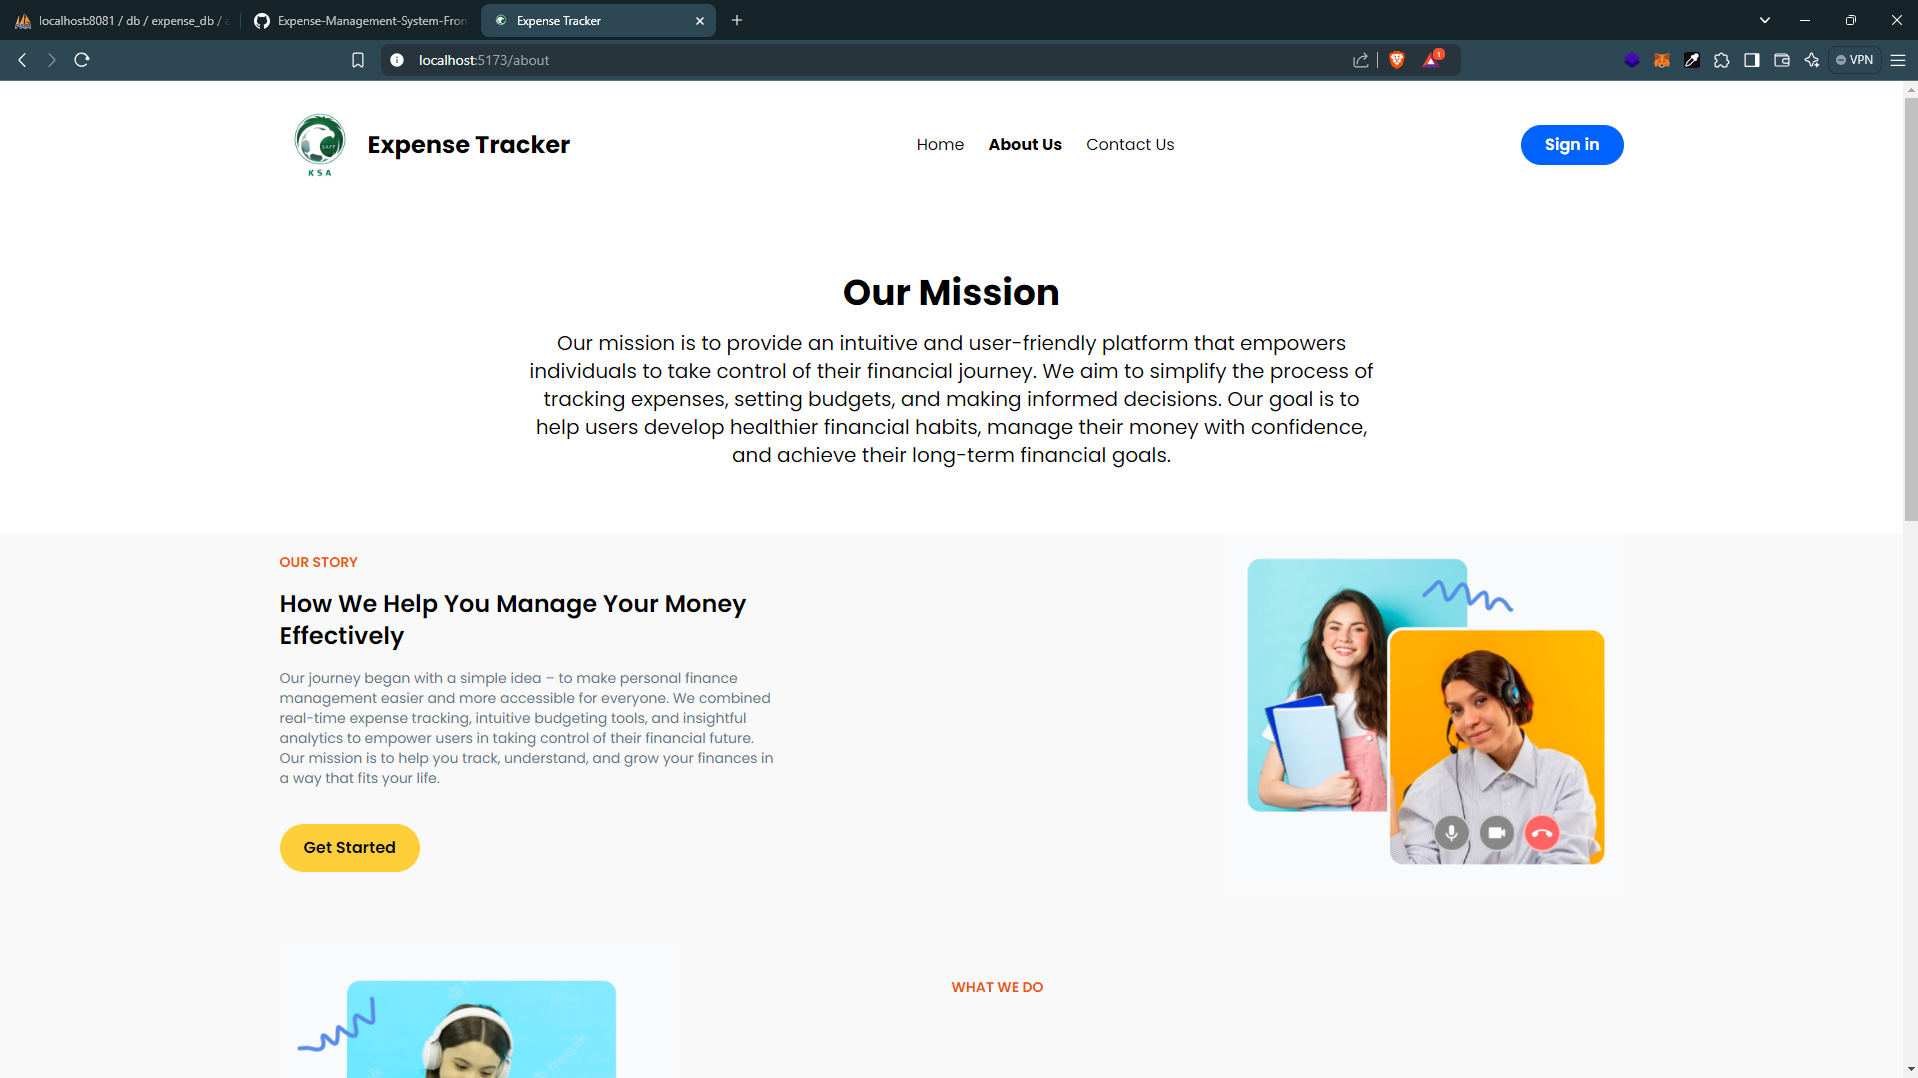 localhost:8081 / db / expense_db /
Expense-Management-System-Fron
Expense Tracker
localhost:5173/about
1
VPN
SAFF
KSA
Expense Tracker
Home
About Us
Contact Us
Sign in
Our Mission
Our mission is to provide an intuitive and user-friendly platform that empowers
individuals to take control of their financial journey. We aim to simplify the process of
tracking expenses, setting budgets, and making informed decisions. Our goal is to
help users develop healthier financial habits, manage their money with confidence,
and achieve their long-term financial goals.
OUR STORY
How We Help You Manage Your Money
Effectively
Our journey began with a simple idea – to make personal finance
management easier and more accessible for everyone. We combined
real-time expense tracking, intuitive budgeting tools, and insightful
analytics to empower users in taking control of their financial future.
Our mission is to help you track, understand, and grow your finances in
a way that fits your life.
Get Started
WHAT WE DO
freepik